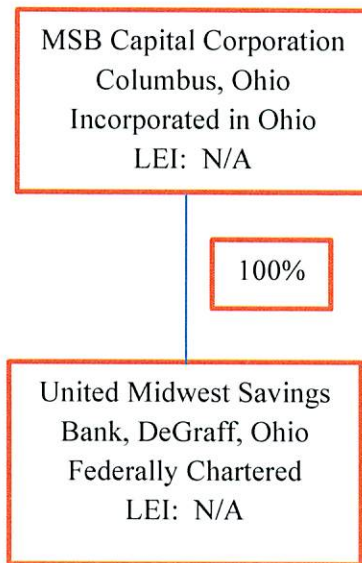 MSB Capital Corporation
Columbus, Ohio
Incorporated in Ohio
LEI: N/A
100%
United Midwest Savings
Bank, DeGraff, Ohio
Federally Chartered
LEI: N/A